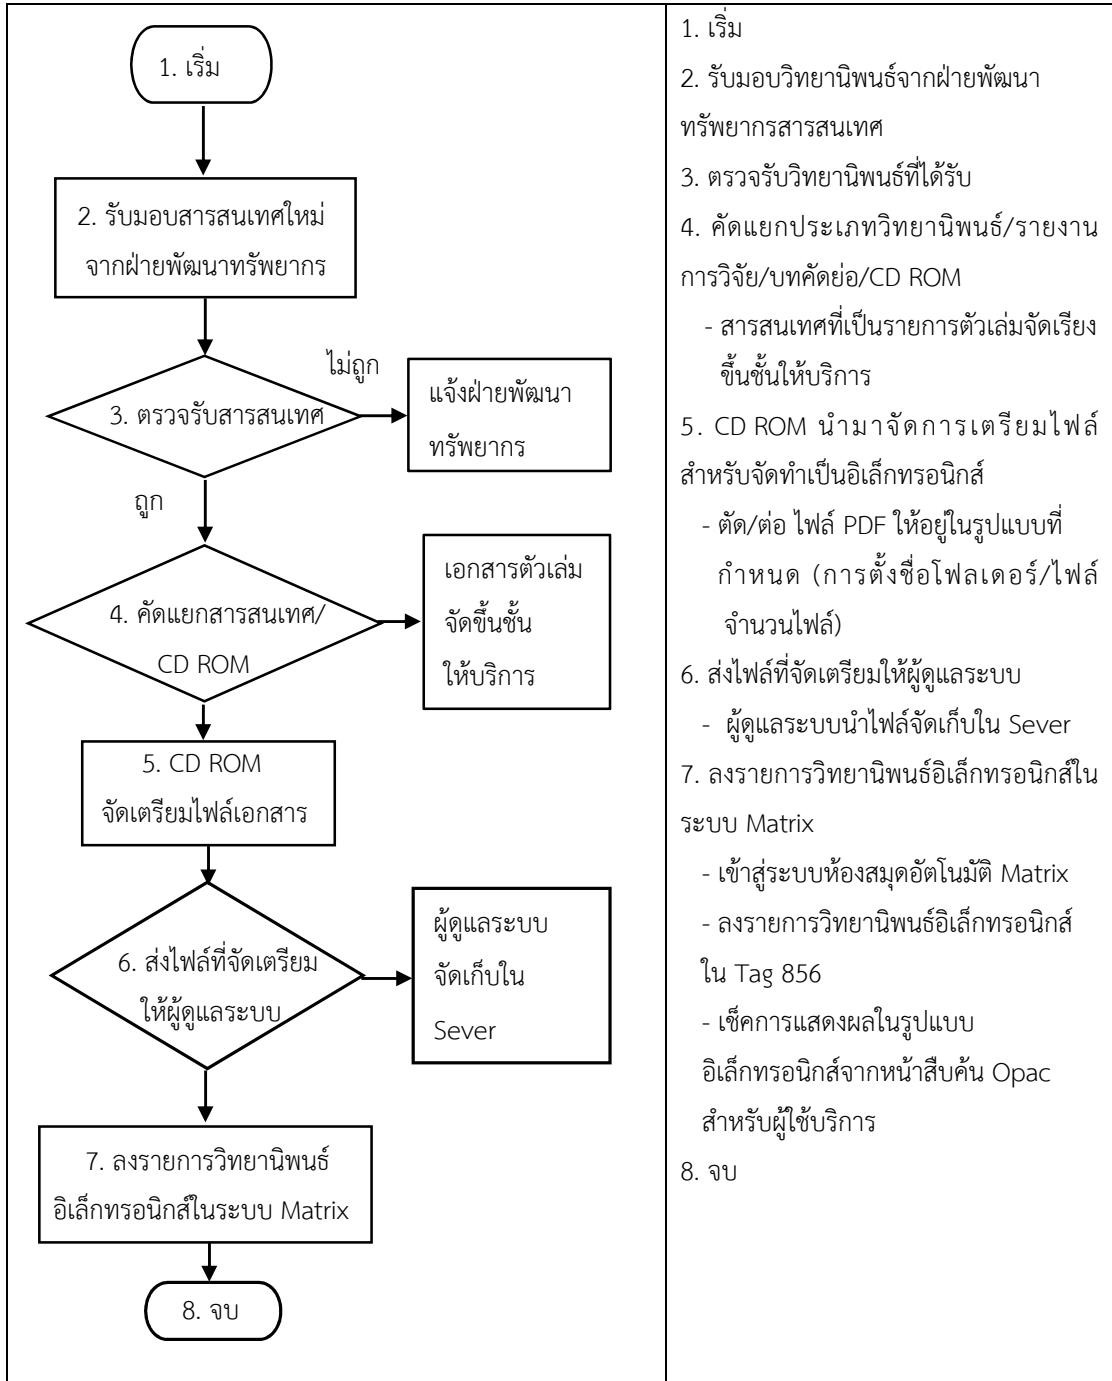 1. เริ่ม
2. รับมอบสารสนเทศใหม่
จากฝ่ายพัฒนาทรัพยากร
ไม่ถูก
3. ตรวจรับสารสนเทศ
แจ้งฝ่ายพัฒนา
ทรัพยากร
ถูก
4. คัดแยกสารสนเทศ/
CD ROM
เอกสารตัวเล่ม
จัดขึ้นชั้น
ให้บริการ
5. CD ROM
จัดเตรียมไฟล์เอกสาร
6. ส่งไฟล์ที่จัดเตรียม
ให้ผู้ดูแลระบบ
ผู้ดูแลระบบ
จัดเก็บใน
Sever
7. ลงรายการวิทยานิพนธ์
อิเล็กทรอนิกส์ในระบบ Matrix
8. จบ
1. เริ่ม
2. รับมอบวิทยานิพนธ์จากฝ่ายพัฒนา
ทรัพยากรสารสนเทศ
3. ตรวจรับวิทยานิพนธ์ที่ได้รับ
4. คัดแยกประเภทวิทยานิพนธ์/รายงาน
การวิจัย/บทคัดย่อ/CD ROM
- สารสนเทศที่เป็นรายการตัวเล่มจัดเรียง
ขึ้นชั้นให้บริการ
5. CD ROM นำมาจัดการเตรียมไฟล์
สำหรับจัดทำเป็นอิเล็กทรอนิกส์
- ตัด/ต่อ ไฟล์ PDF ให้อยู่ในรูปแบบที่
กำหนด (การตั้งชื่อโฟลเดอร์/ไฟล์
จำนวนไฟล์)
6. ส่งไฟล์ที่จัดเตรียมให้ผู้ดูแลระบบ
- ผู้ดูแลระบบนำไฟล์จัดเก็บใน Sever
7. ลงรายการวิทยานิพนธ์อิเล็กทรอนิกส์ใน
ระบบ Matrix
- เข้าสู่ระบบห้องสมุดอัตโนมัติ Matrix
- ลงรายการวิทยานิพนธ์อิเล็กทรอนิกส์
ใน Tag 856
- เช็คการแสดงผลในรูปแบบ
อิเล็กทรอนิกส์จากหน้าสืบค้น Opac
สำหรับผู้ใช้บริการ
8. จบ